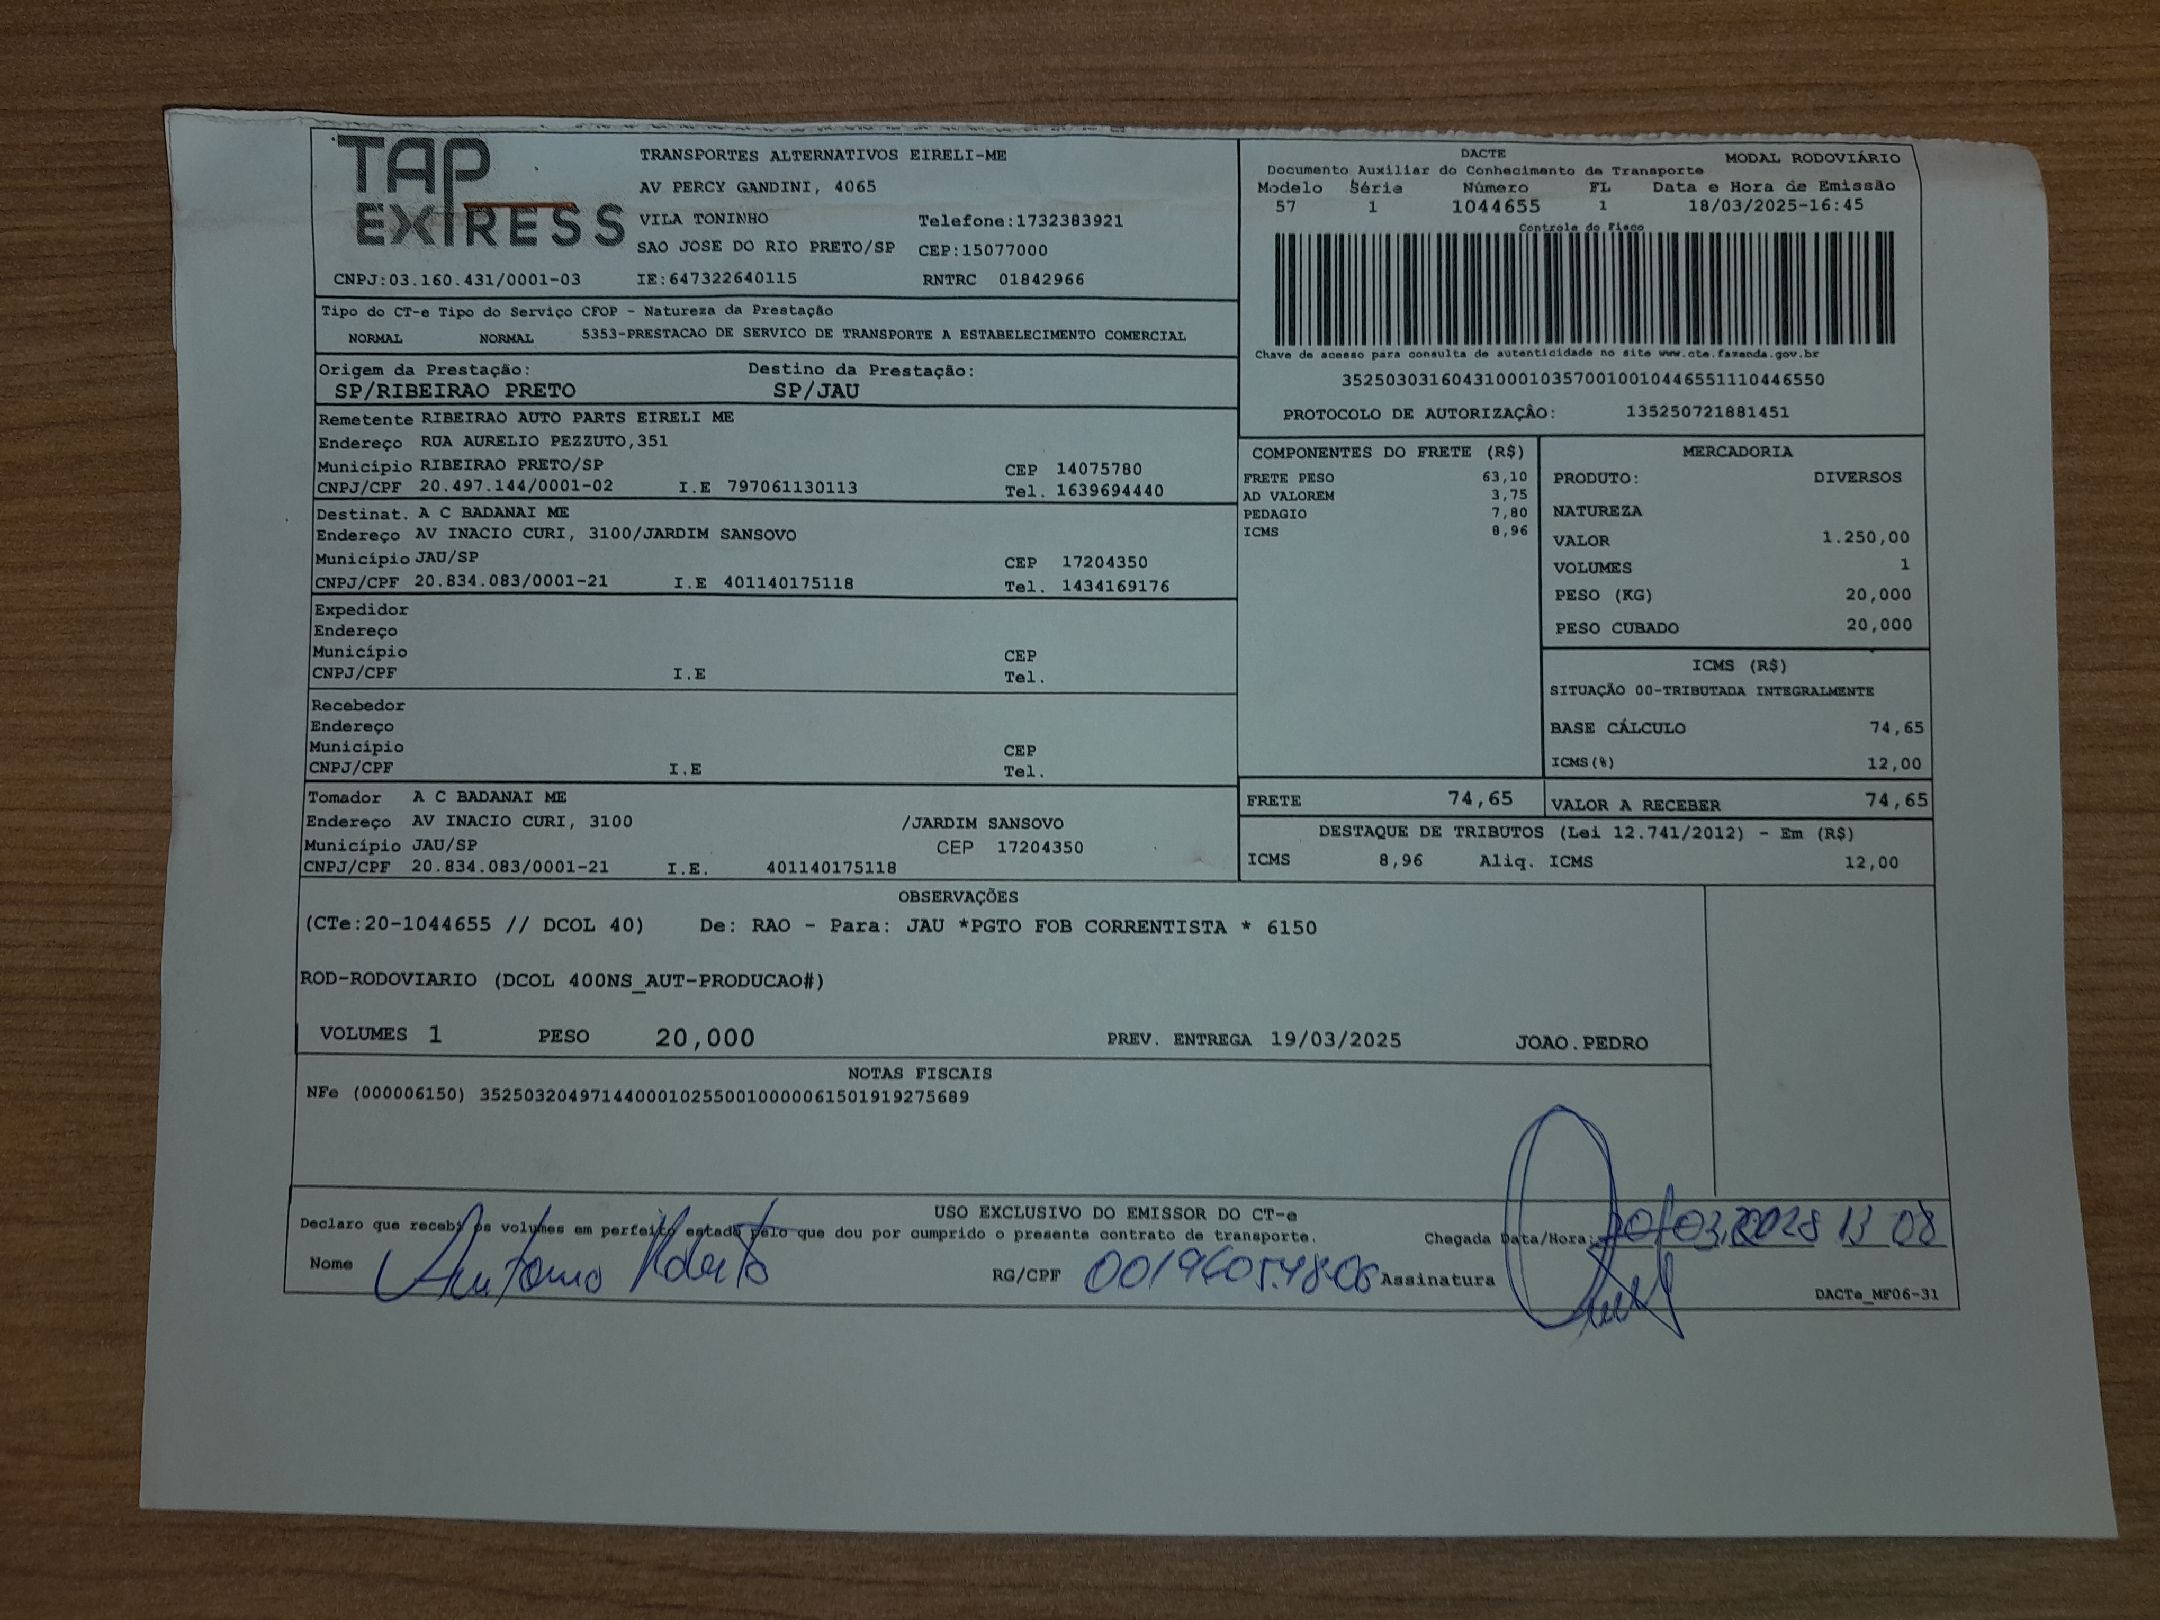 TAP EXPRESS
TRANSPORTES ALTERNATIVOS EIRELI-ME
AV PERCY GANDINI, 4065
VILA TONINHO Telefone:1732383921
SAO JOSE DO RIO PRETO/SP CEP:15077000
CNPJ:03.160.431/0001-03 IE:647322640115 RNTRC 01842966
DACTE MODAL RODOVIÁRIO
Documento Auxiliar do Conhecimento de Transporte
Modelo Série Número FL Data e Hora de Emissão
57 1 1044655 1 18/03/2025-16:45
Controle do Fisco
Chave de acesso para consulta de autenticidade no site www.cte.fazenda.gov.br
35250303160431000103570010010446551110446550
PROTOCOLO DE AUTORIZAÇÂO: 135250721881451
Tipo do CT-e Tipo do Serviço CFOP - Natureza da Prestação
NORMAL NORMAL 5353-PRESTACAO DE SERVICO DE TRANSPORTE A ESTABELECIMENTO COMERCIAL
Origem da Prestação: Destino da Prestação:
SP/RIBEIRAO PRETO SP/JAU
Remetente RIBEIRAO AUTO PARTS EIRELI ME
Endereço RUA AURELIO PEZZUTO,351
Município RIBEIRAO PRETO/SP CEP 14075780
CNPJ/CPF 20.497.144/0001-02 I.E 797061130113 Tel. 1639694440
Destinat. A C BADANAI ME
Endereço AV INACIO CURI, 3100/JARDIM SANSOVO
Município JAU/SP CEP 17204350
CNPJ/CPF 20.834.083/0001-21 I.E 401140175118 Tel. 1434169176
Expedidor
Endereço
Município CEP
CNPJ/CPF I.E Tel.
Recebedor
Endereço
Município CEP
CNPJ/CPF I.E Tel.
Tomador A C BADANAI ME
Endereço AV INACIO CURI, 3100 /JARDIM SANSOVO
Município JAU/SP CEP 17204350
CNPJ/CPF 20.834.083/0001-21 I.E. 401140175118
COMPONENTES DO FRETE (R$)
FRETE PESO 63,10
AD VALOREM 3,75
PEDAGIO 7,80
ICMS 8,96
MERCADORIA
PRODUTO: DIVERSOS
NATUREZA
VALOR 1.250,00
VOLUMES 1
PESO (KG) 20,000
PESO CUBADO 20,000
ICMS (R$)
SITUAÇÃO 00-TRIBUTADA INTEGRALMENTE
BASE CÁLCULO 74,65
ICMS(%) 12,00
FRETE 74,65 VALOR A RECEBER 74,65
DESTAQUE DE TRIBUTOS (Lei 12.741/2012) - Em (R$)
ICMS 8,96 Aliq. ICMS 12,00
OBSERVAÇÕES
(CTe:20-1044655 // DCOL 40) De: RAO - Para: JAU *PGTO FOB CORRENTISTA * 6150
ROD-RODOVIARIO (DCOL 400NS_AUT-PRODUCAO#)
VOLUMES 1 PESO 20,000 PREV. ENTREGA 19/03/2025 JOAO.PEDRO
NOTAS FISCAIS
NFe (000006150) 35250320497144000102550010000061501919275689
USO EXCLUSIVO DO EMISSOR DO CT-e
Declaro que recebi os volumes em perfeito estado pelo que dou por cumprido o presente contrato de transporte.
Chegada Data/Hora: 13 08
Nome Antonio Roberto RG/CPF Assinatura
DACTe_MF06-31